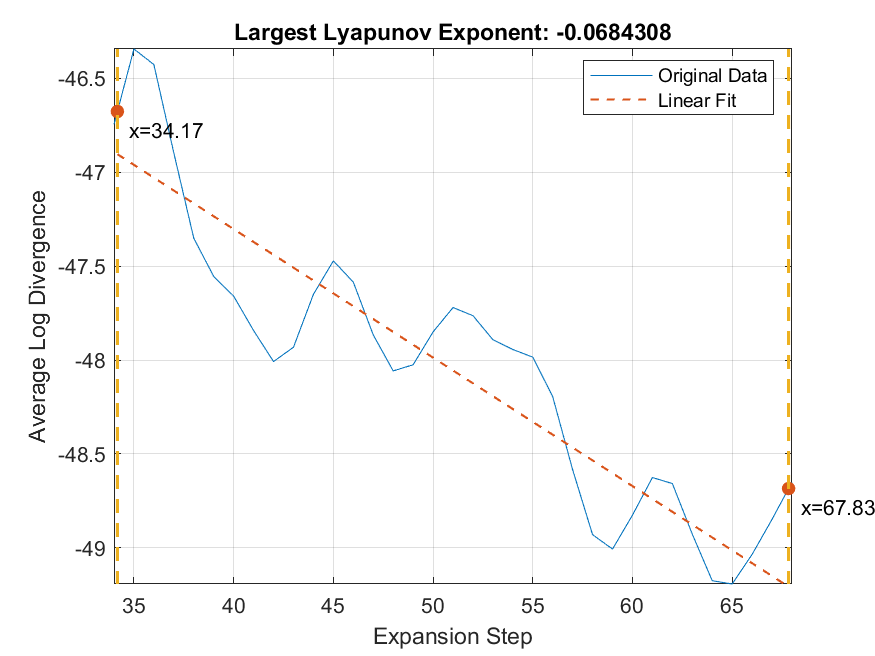 Largest Lyapunov Exponent: -0.0684308
Original Data
Linear Fit
x=34.17
x=67.83
-46.5
-47
-47.5
-48
-48.5
-49
Average Log Divergence
35 40 45 50 55 60 65
Expansion Step